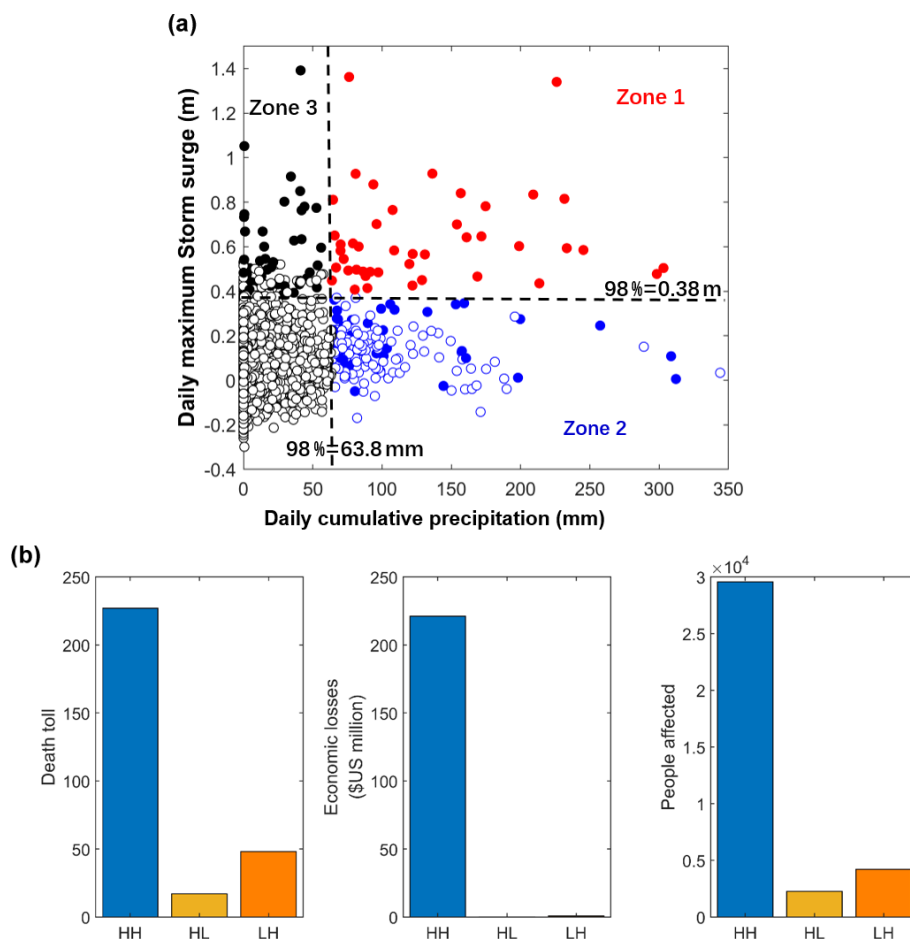 (a)
Zone 3
Zone 1
98%=0.38 m
Zone 2
98%=63.8 mm
Daily maximum Storm surge (m)
1.4
1.2
1
0.8
0.6
0.4
0.2
0
-0.2
-0.4
0 50 100 150 200 250 300 350
Daily cumulative precipitation (mm)
(b)
Death toll
250
200
150
100
50
0
HH HL LH
Economic losses
($US million)
250
200
150
100
50
0
HH HL LH
People affected
×10⁴
3
2.5
2
1.5
1
0.5
0
HH HL LH